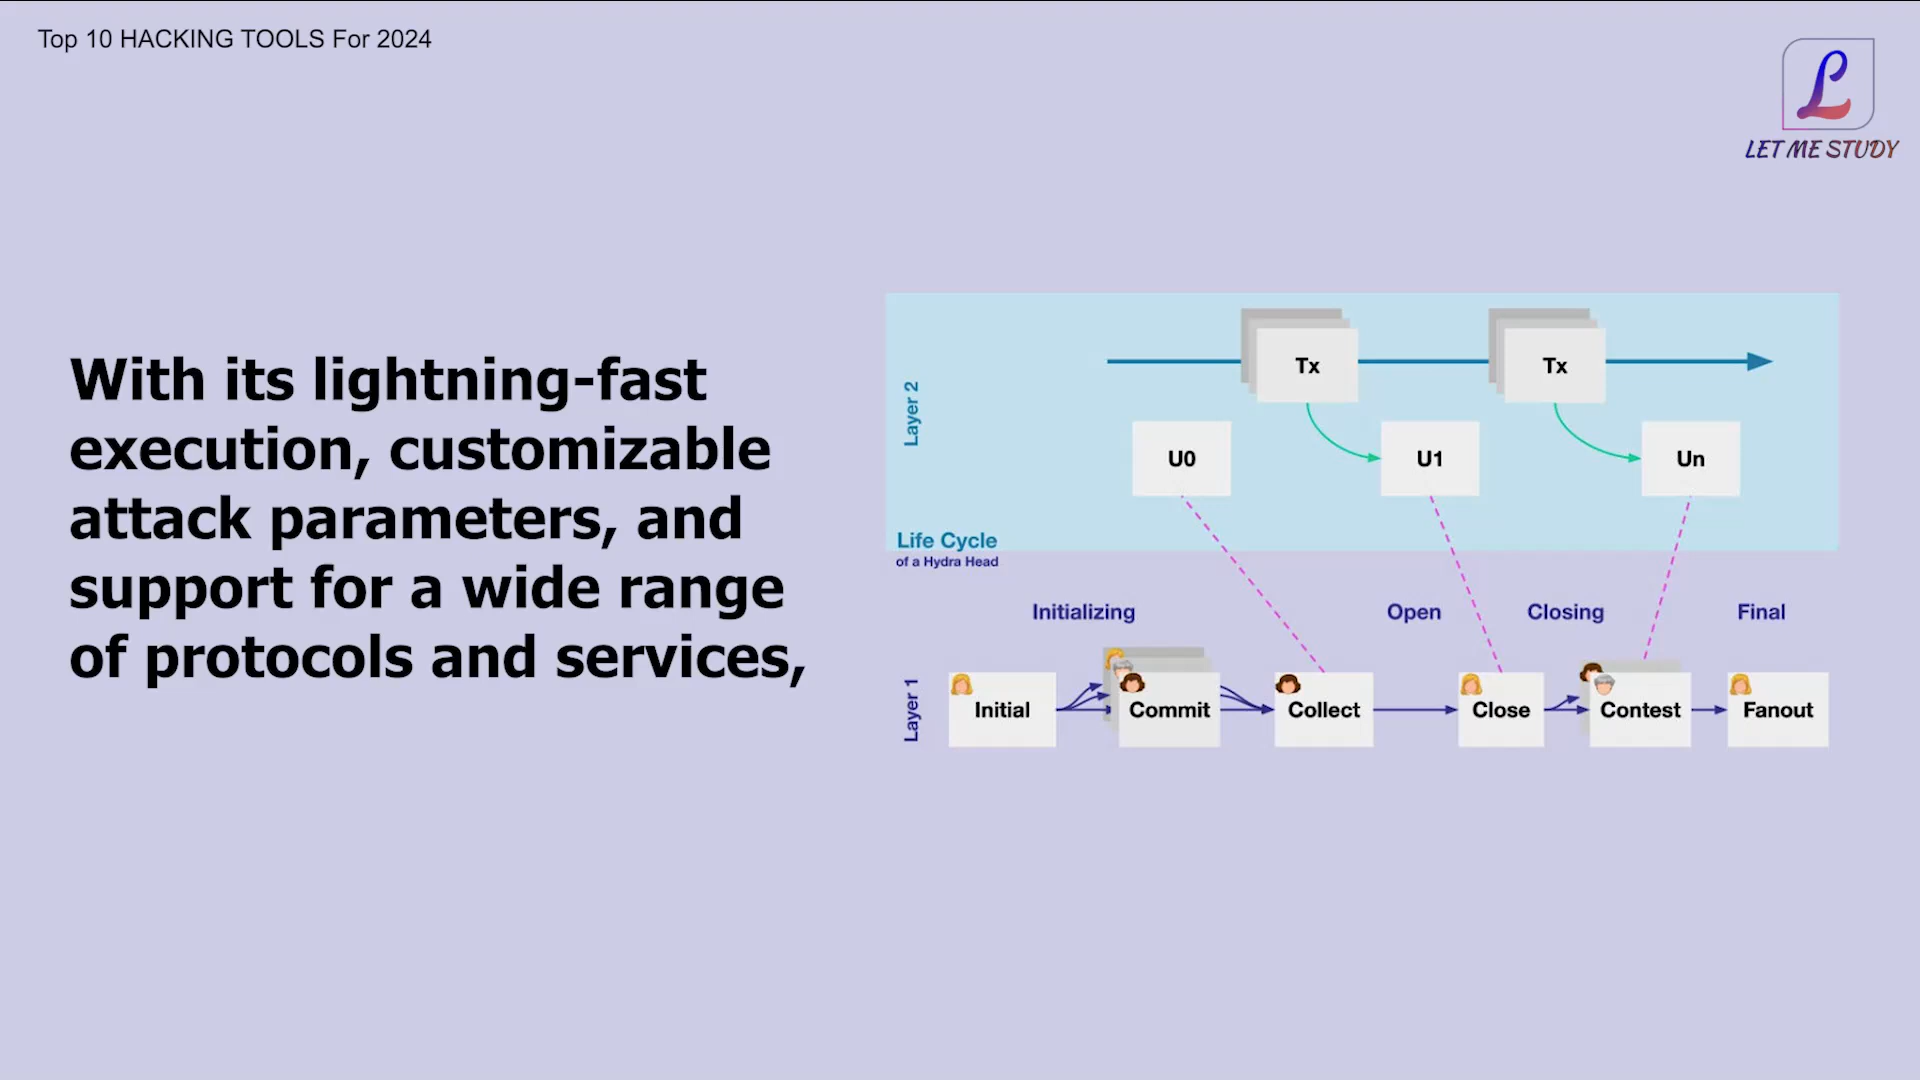 Top 10 HACKING TOOLS For 2024
L
LET ME STUDY
With its lightning-fast
execution, customizable
attack parameters, and
support for a wide range
of protocols and services,
Layer 2
Tx
Tx
U0
U1
Un
Life Cycle
of a Hydra Head
Initializing
Open
Closing
Final
Layer 1
Initial
Commit
Collect
Close
Contest
Fanout